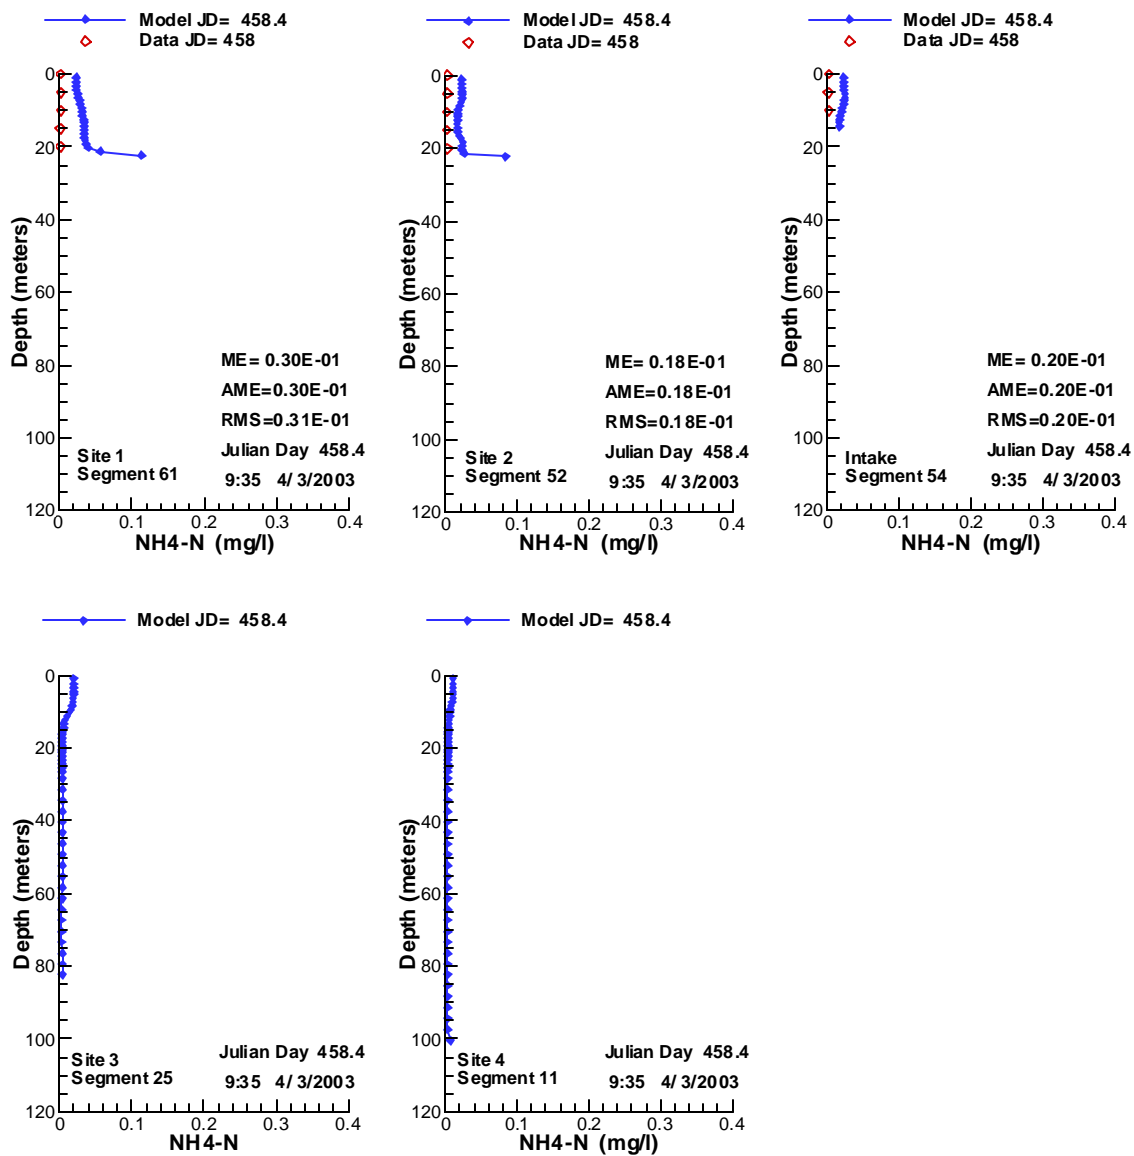 Model JD= 458.4
Data JD= 458
0
20
40
60
80
100
120
Depth (meters)
ME= 0.30E-01
AME=0.30E-01
RMS=0.31E-01
Julian Day 458.4
9:35 4/ 3/2003
Site 1
Segment 61
0 0.1 0.2 0.3 0.4
NH4-N (mg/l)
Model JD= 458.4
Data JD= 458
0
20
40
60
80
100
120
Depth (meters)
ME= 0.18E-01
AME=0.18E-01
RMS=0.18E-01
Julian Day 458.4
9:35 4/ 3/2003
Site 2
Segment 52
0 0.1 0.2 0.3 0.4
NH4-N (mg/l)
Model JD= 458.4
Data JD= 458
0
20
40
60
80
100
120
Depth (meters)
ME= 0.20E-01
AME=0.20E-01
RMS=0.20E-01
Julian Day 458.4
9:35 4/ 3/2003
Intake
Segment 54
0 0.1 0.2 0.3 0.4
NH4-N (mg/l)
Model JD= 458.4
0
20
40
60
80
100
120
Depth (meters)
Julian Day 458.4
9:35 4/ 3/2003
Site 3
Segment 25
0 0.1 0.2 0.3 0.4
NH4-N
Model JD= 458.4
0
20
40
60
80
100
120
Depth (meters)
Julian Day 458.4
9:35 4/ 3/2003
Site 4
Segment 11
0 0.1 0.2 0.3 0.4
NH4-N (mg/l)